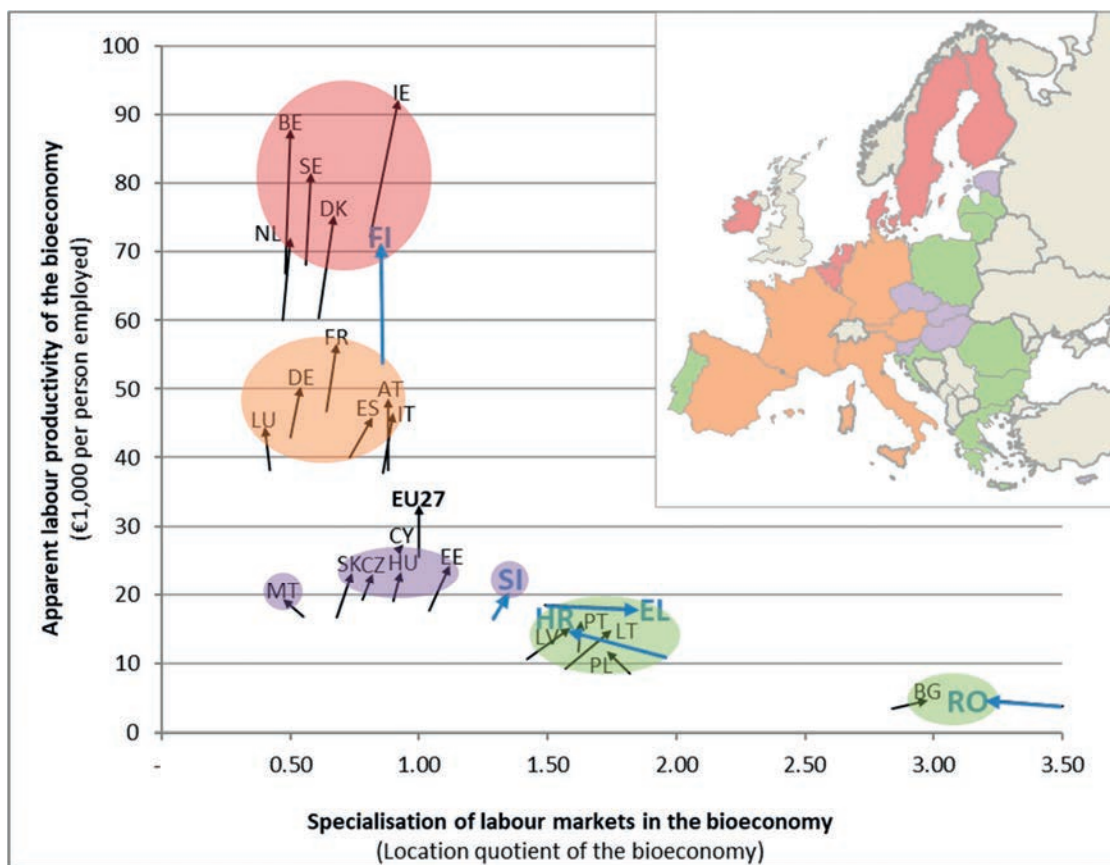 Apparent labour productivity of the bioeconomy
(€1,000 per person employed)
100
90
80
70
60
50
40
30
20
10
0
IE
BE
SE
DK
NL
FI
FR
DE
AT
ES
IT
LU
EU27
CY
SK
CZ
HU
EE
MT
SI
HR
EL
LV
PT
LT
PL
BG
RO
-
0.50
1.00
1.50
2.00
2.50
3.00
3.50
Specialisation of labour markets in the bioeconomy
(Location quotient of the bioeconomy)